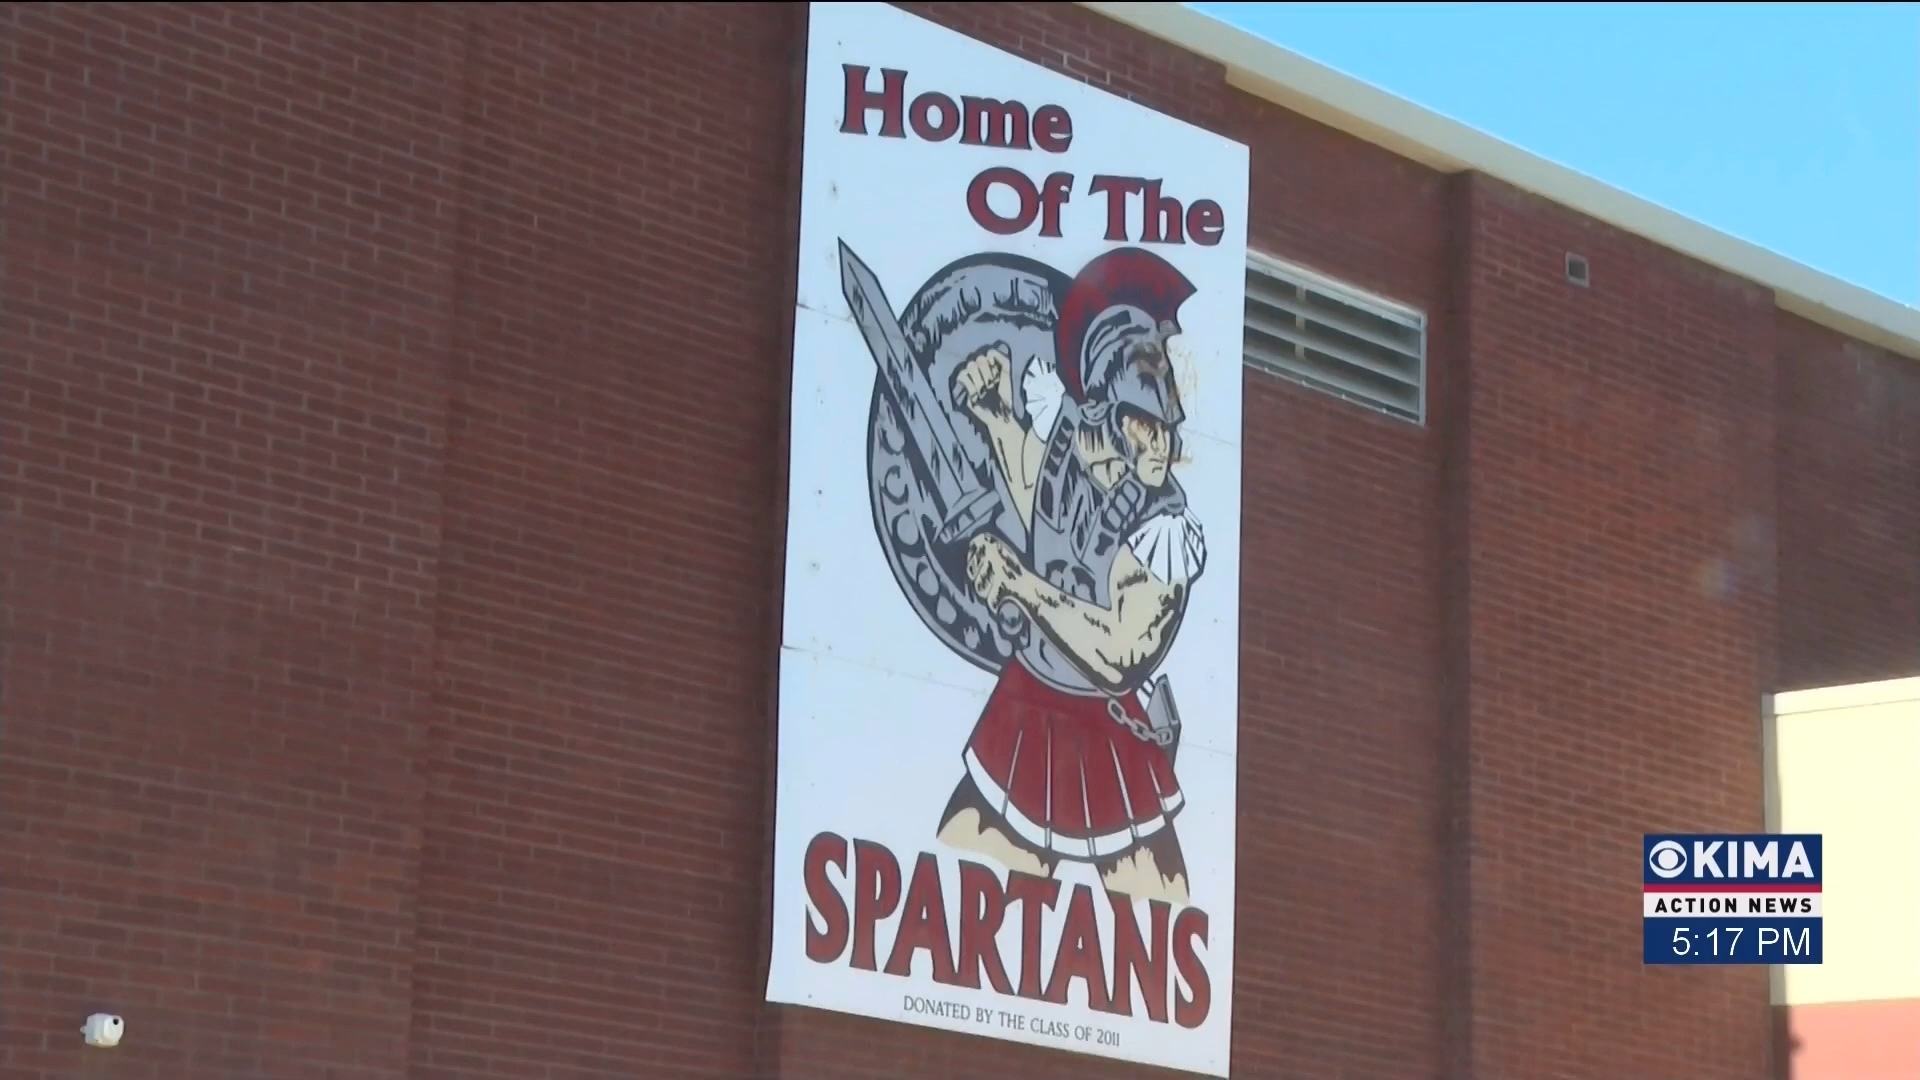 Home
Of The
SPARTANS
DONATED BY THE CLASS OF 2011
KIMA
ACTION NEWS
5:17 PM